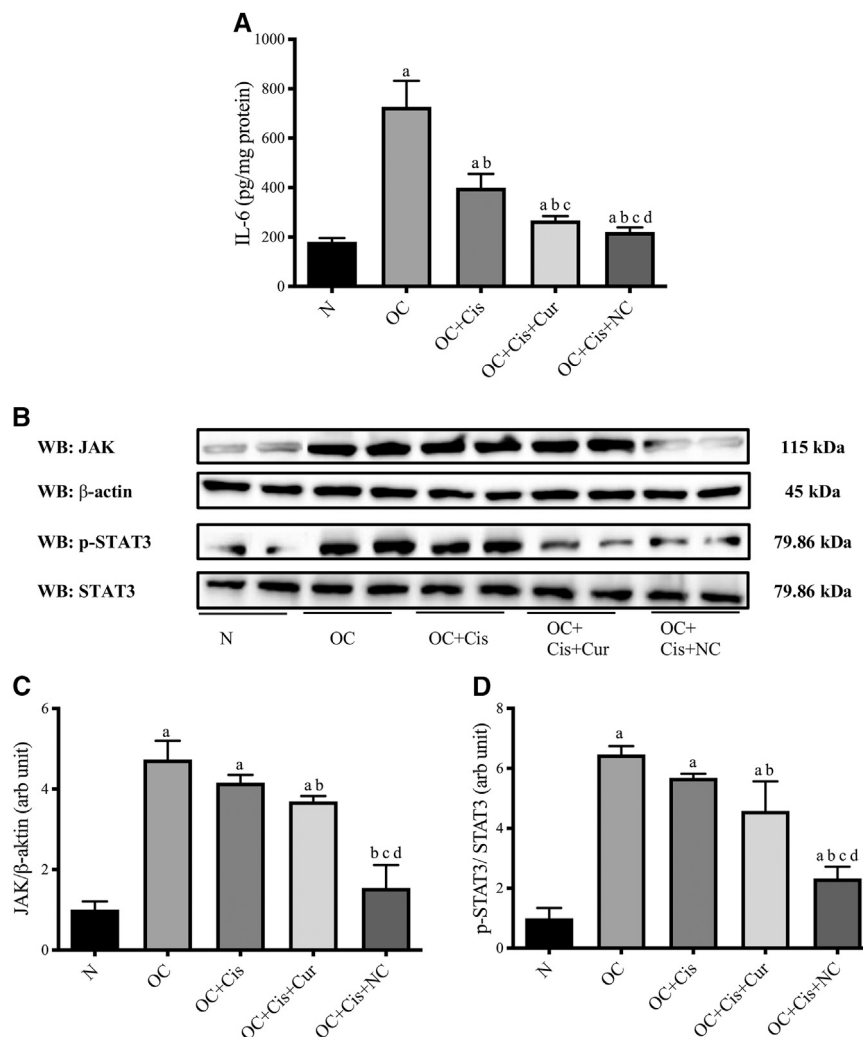 A
IL-6 (pg/mg protein)
1000
800
600
400
200
0
a
a b
a b c
a b c d
N
OC
OC+Cis
OC+Cis+Cur
OC+Cis+NC
B
WB: JAK 115 kDa
WB: β-actin 45 kDa
WB: p-STAT3 79.86 kDa
WB: STAT3 79.86 kDa
N OC OC+Cis OC+ OC+
Cis+Cur Cis+NC
C
JAK/β-aktin (arb unit)
6
4
2
0
a
a
a b
b c d
N
OC
OC+Cis
OC+Cis+Cur
OC+Cis+NC
D
p-STAT3/ STAT3 (arb unit)
8
6
4
2
0
a
a
a b
a b c d
N
OC
OC+Cis
OC+Cis+Cur
OC+Cis+NC